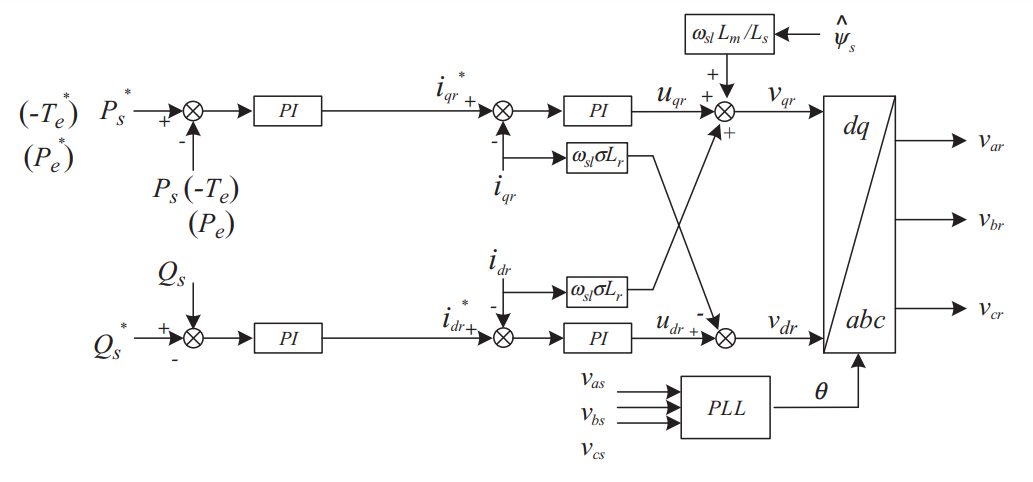 ω_sl L_m /L_s
^
ψ_s
+
(-T_e^*) P_s^* + - PI i_qr^* + - PI u_qr + + v_qr
(P_e^*)
P_s (-T_e)
(P_e)
i_qr
ω_sl σL_r
dq
v_ar
v_br
v_cr
abc
Q_s
i_dr
ω_sl σL_r
Q_s^* + - PI i_dr^* + - PI u_dr + - v_dr
v_as
v_bs
v_cs
PLL
θ